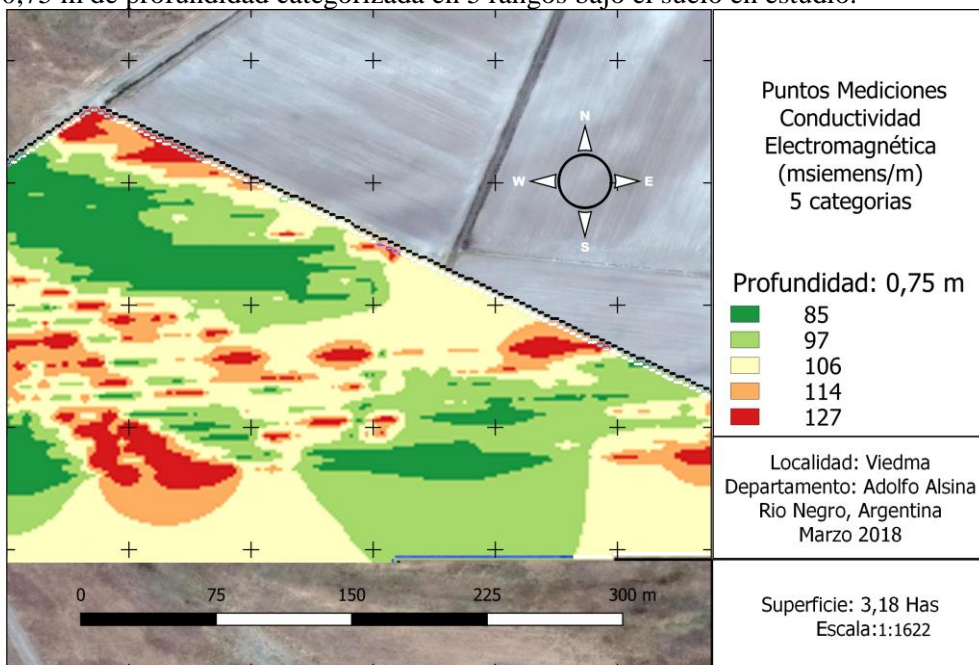 0,75 m de profundidad categorizada en 5 rangos bajo el suelo en estudio.
N
W E
S
0 75 150 225 300 m
Puntos Mediciones
Conductividad
Electromagnética
(msiemens/m)
5 categorias
Profundidad: 0,75 m
85
97
106
114
127
Localidad: Viedma
Departamento: Adolfo Alsina
Rio Negro, Argentina
Marzo 2018
Superficie: 3,18 Has
Escala:1:1622